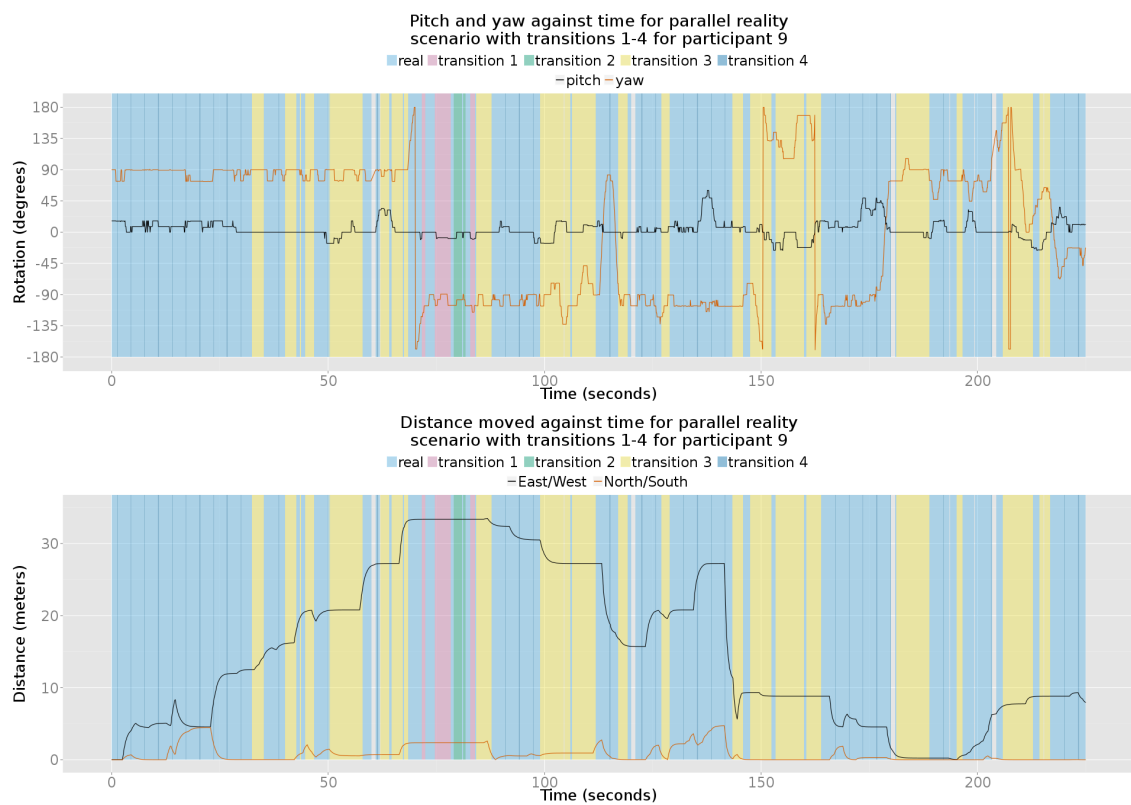 Pitch and yaw against time for parallel reality
scenario with transitions 1-4 for participant 9
real transition 1 transition 2 transition 3 transition 4
pitch yaw
Rotation (degrees)
180
135
90
45
0
-45
-90
-135
-180
0 50 100 150 200
Time (seconds)
Distance moved against time for parallel reality
scenario with transitions 1-4 for participant 9
real transition 1 transition 2 transition 3 transition 4
East/West North/South
Distance (meters)
30
20
10
0
0 50 100 150 200
Time (seconds)